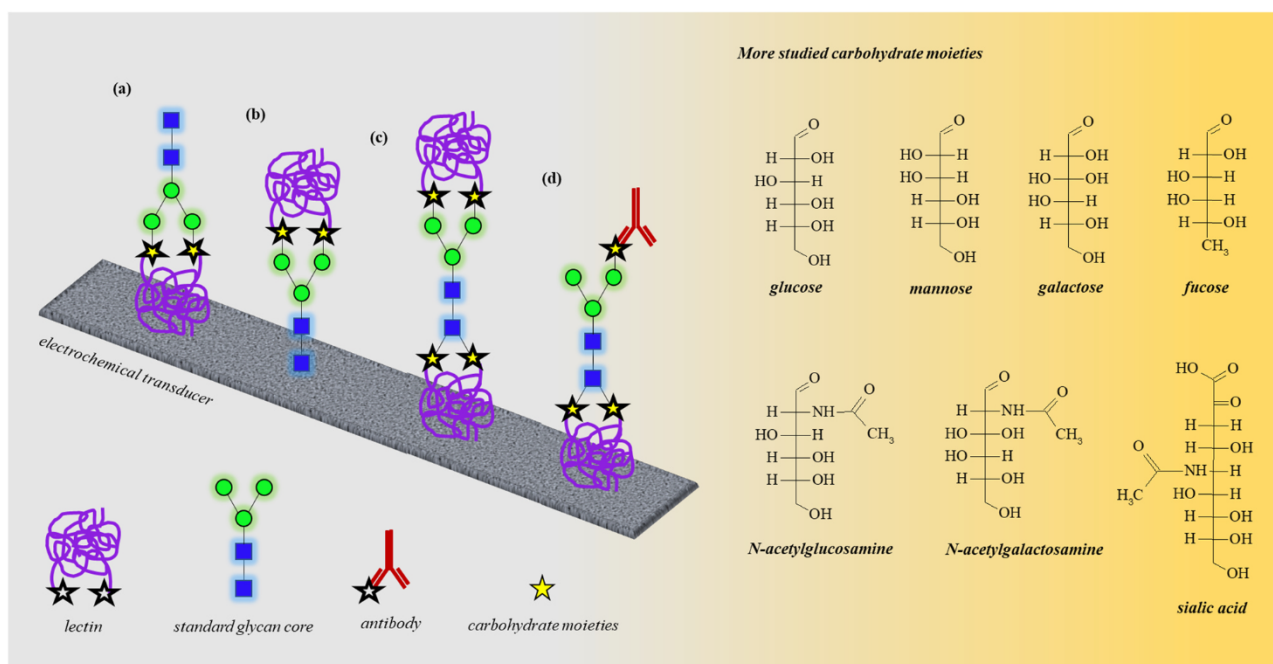 More studied carbohydrate moieties
(a)
(b)
(c)
(d)
electrochemical transducer
lectin
standard glycan core
antibody
carbohydrate moieties
O
H OH
HO H
H OH
H OH
OH
glucose
O
HO H
HO H
H OH
H OH
OH
mannose
O
H OH
HO OH
HO H
H OH
OH
galactose
O
H OH
HO H
HO H
H OH
CH₃
fucose
O
H NH O
HO H CH₃
H OH
H OH
OH
N-acetylglucosamine
O
H NH O
HO OH CH₃
HO H
H OH
OH
N-acetylgalactosamine
HO O
O
H H
H OH
O NH H
H₃C HO H
H OH
H OH
OH
sialic acid